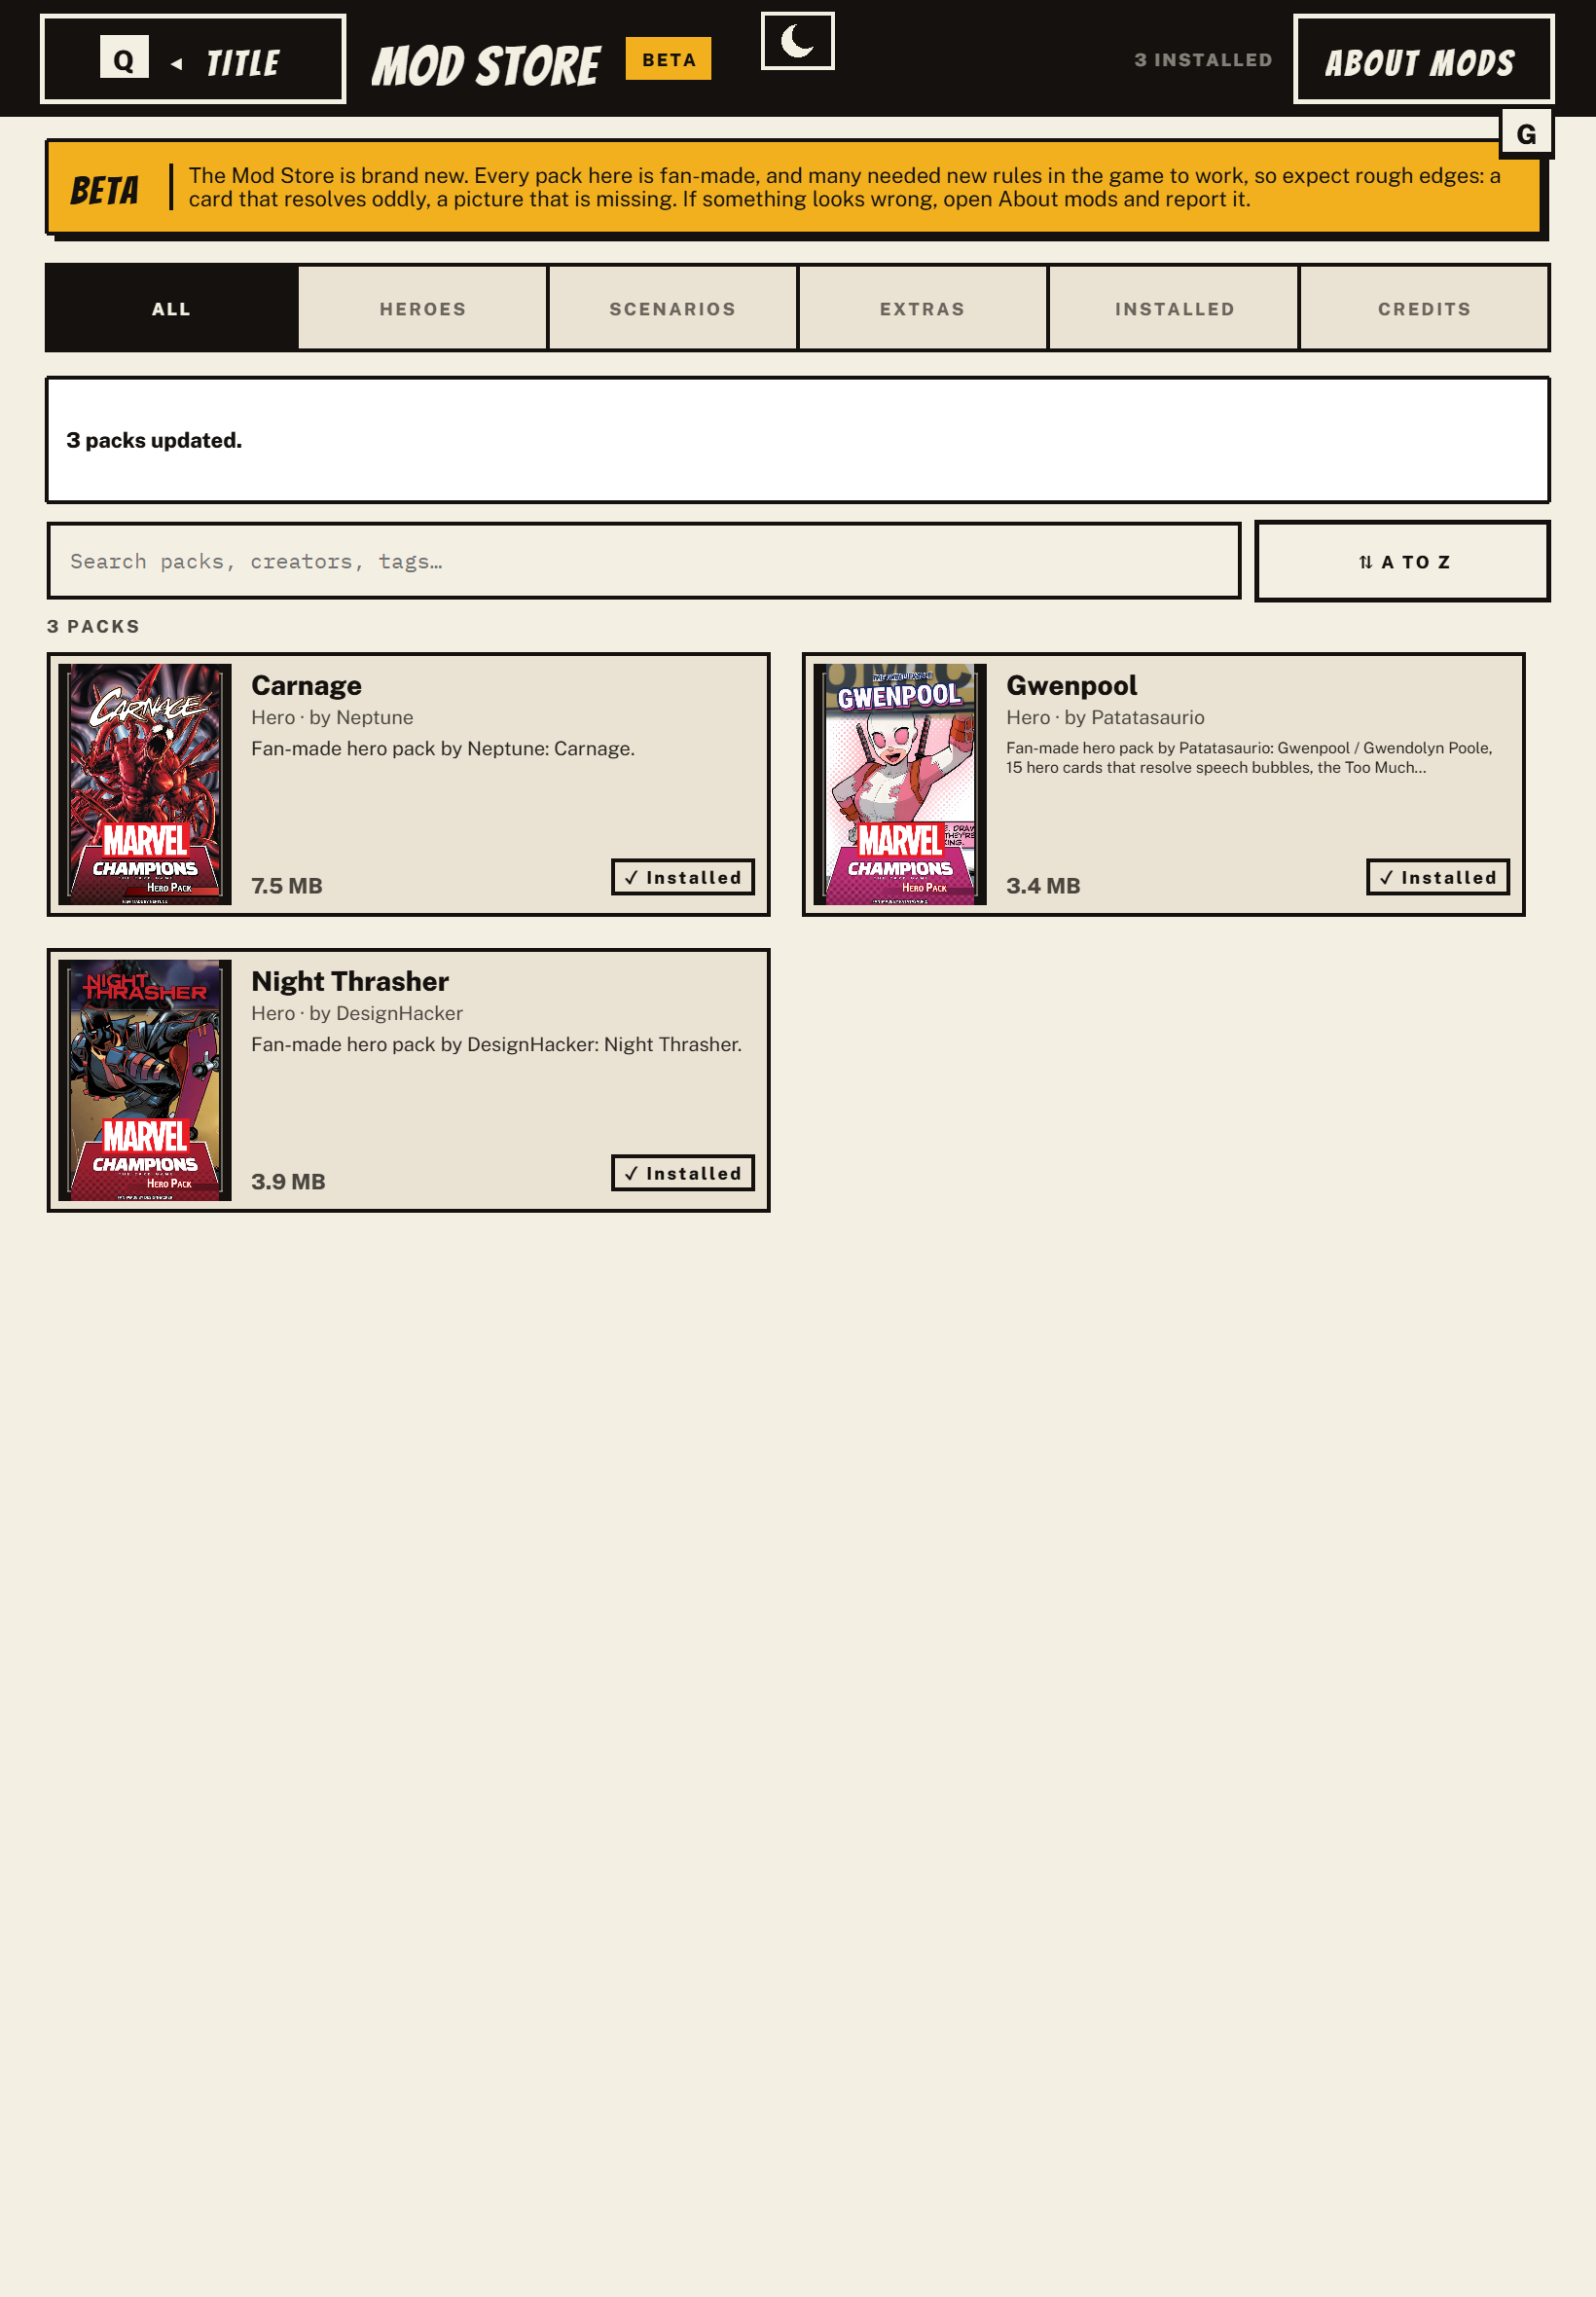 Q ◂ TITLE
MOD STORE
BETA
3 INSTALLED
ABOUT MODS
G
BETA
The Mod Store is brand new. Every pack here is fan-made, and many needed new rules in the game to work, so expect rough edges: a
card that resolves oddly, a picture that is missing. If something looks wrong, open About mods and report it.
ALL
HEROES
SCENARIOS
EXTRAS
INSTALLED
CREDITS
3 packs updated.
Search packs, creators, tags…
⇅ A TO Z
3 PACKS
CARNAGE
MARVEL
CHAMPIONS
HERO PACK
Carnage
Hero · by Neptune
Fan-made hero pack by Neptune: Carnage.
7.5 MB
✓ Installed
GWENPOOL
MARVEL
CHAMPIONS
HERO PACK
Gwenpool
Hero · by Patatasaurio
Fan-made hero pack by Patatasaurio: Gwenpool / Gwendolyn Poole,
15 hero cards that resolve speech bubbles, the Too Much…
3.4 MB
✓ Installed
NIGHT
THRASHER
MARVEL
CHAMPIONS
HERO PACK
Night Thrasher
Hero · by DesignHacker
Fan-made hero pack by DesignHacker: Night Thrasher.
3.9 MB
✓ Installed